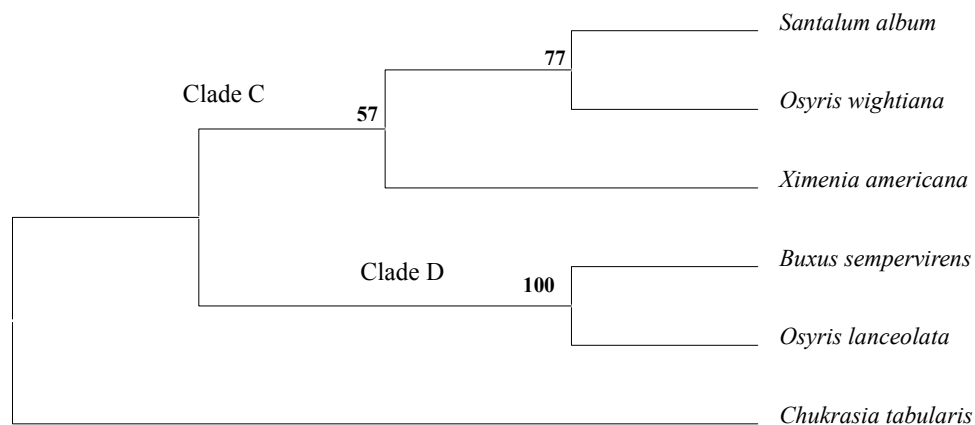 Santalum album
77
Clade C
Osyris wightiana
57
Ximenia americana
Buxus sempervirens
Clade D
100
Osyris lanceolata
Chukrasia tabularis